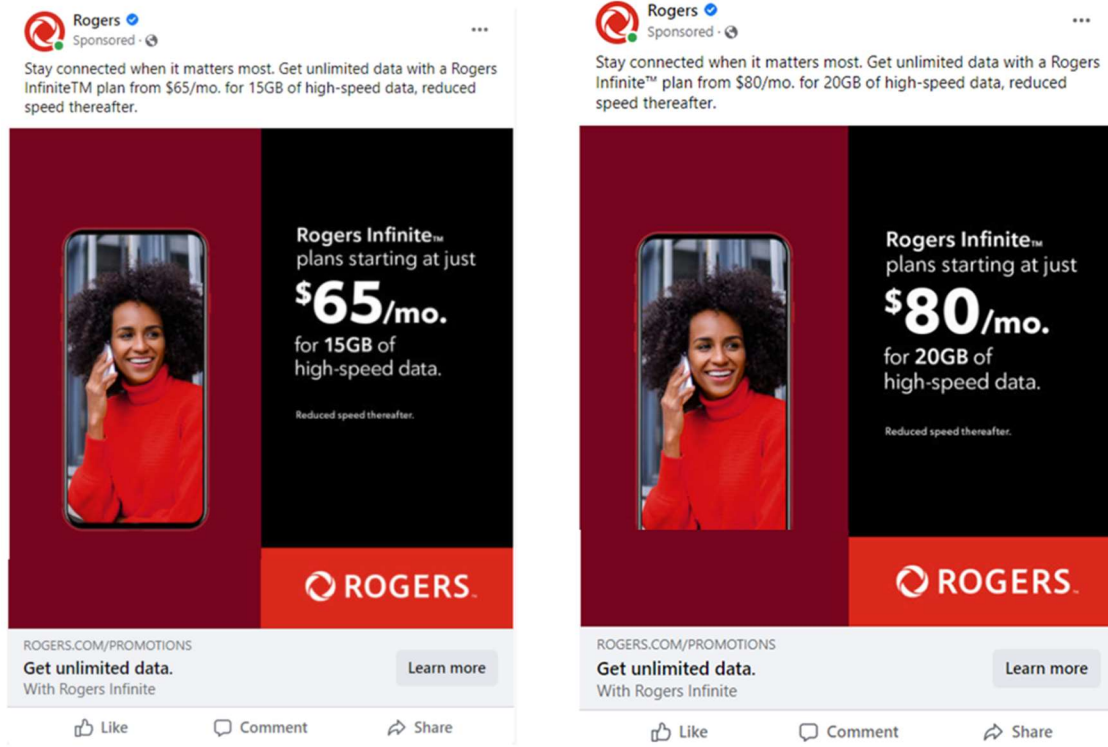 Rogers
Sponsored ·
Stay connected when it matters most. Get unlimited data with a Rogers
InfiniteTM plan from $65/mo. for 15GB of high-speed data, reduced
speed thereafter.
Rogers Infinite™
plans starting at just
$65/mo.
for 15GB of
high-speed data.
Reduced speed thereafter.
ROGERS™
ROGERS.COM/PROMOTIONS
Get unlimited data.
With Rogers Infinite
Learn more
Like
Comment
Share
Rogers
Sponsored ·
Stay connected when it matters most. Get unlimited data with a Rogers
Infinite™ plan from $80/mo. for 20GB of high-speed data, reduced
speed thereafter.
Rogers Infinite™
plans starting at just
$80/mo.
for 20GB of
high-speed data.
Reduced speed thereafter.
ROGERS™
ROGERS.COM/PROMOTIONS
Get unlimited data.
With Rogers Infinite
Learn more
Like
Comment
Share